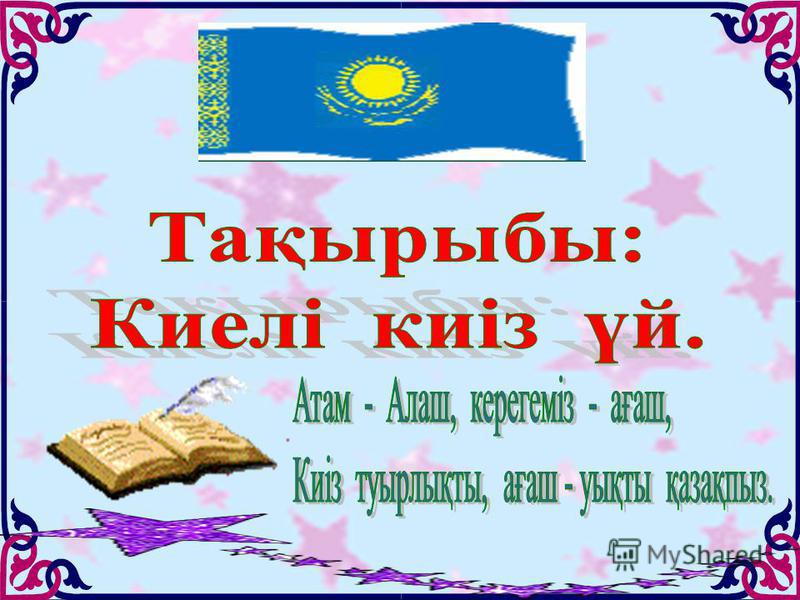 Тақырыбы:
Киелі киіз үй.
Атам - Алаш, керегеміз - ағаш,
Киіз туырлықты, ағаш - уықты қазақпыз.
MyShared